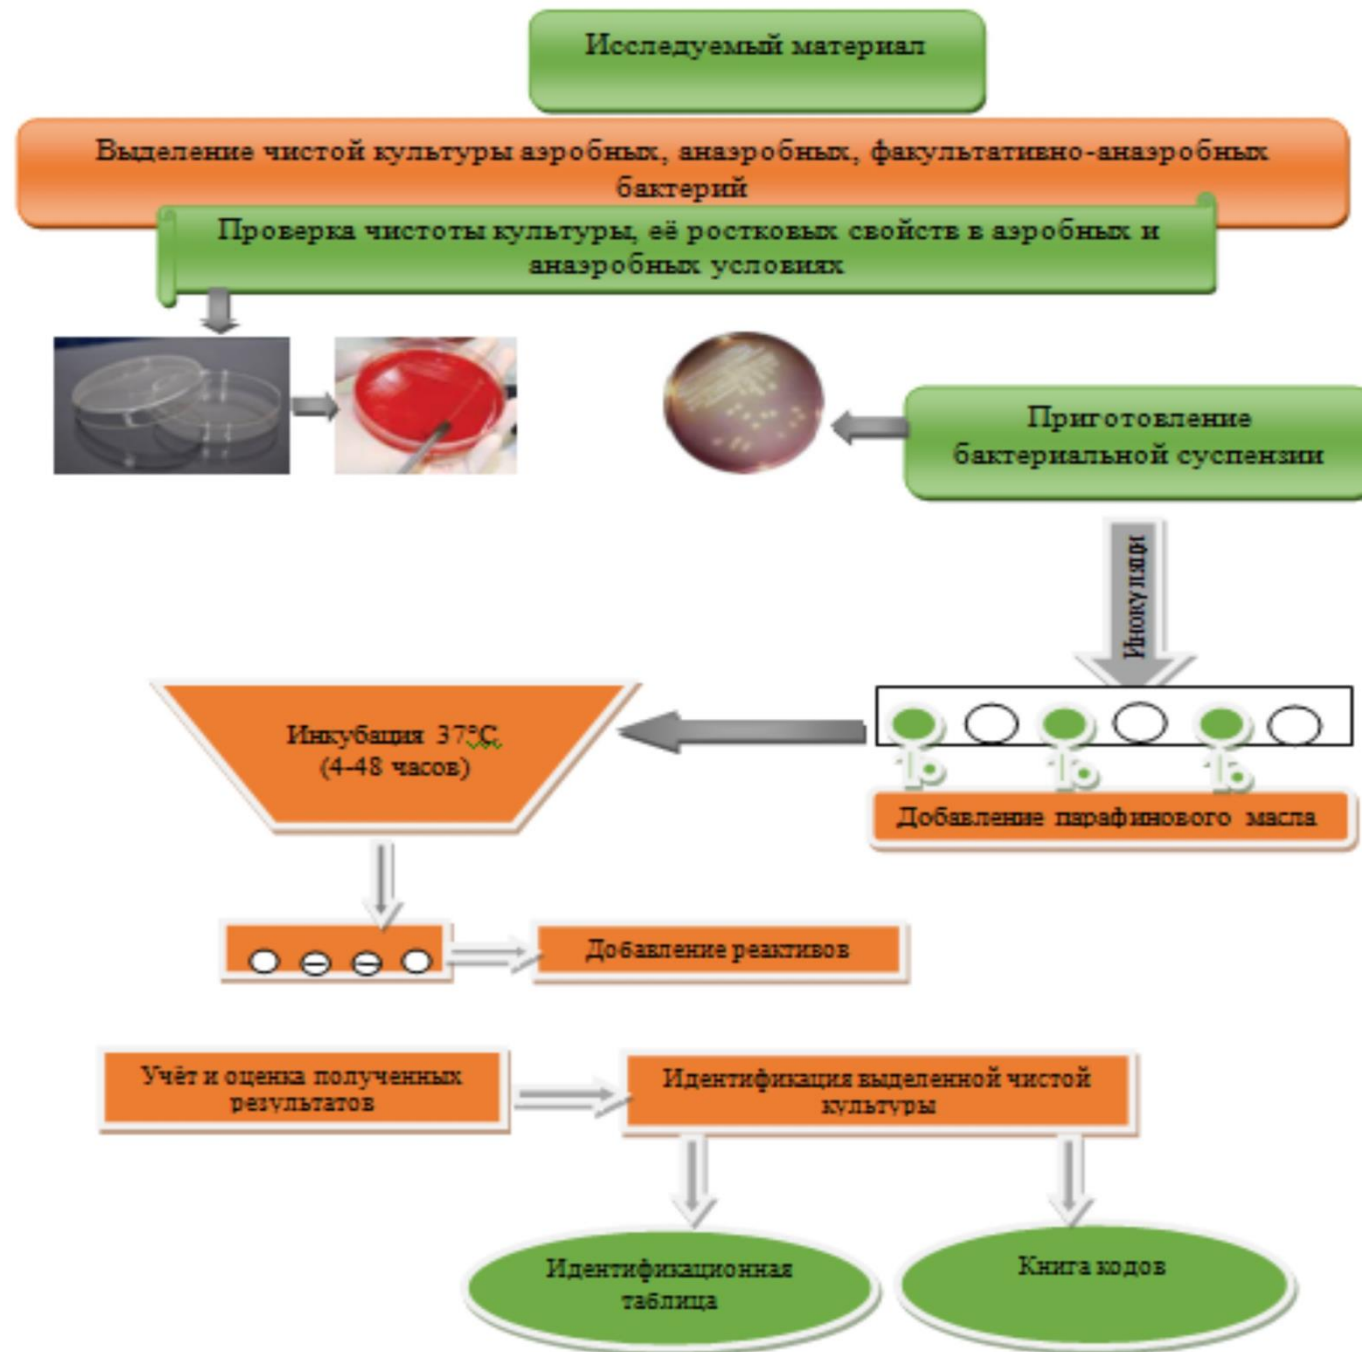 Исследуемый материал
Выделение чистой культуры аэробных, анаэробных, факультативно-анаэробных
бактерий
Проверка чистоты культуры, её ростковых свойств в аэробных и
анаэробных условиях
Приготовление
бактериальной суспензии
Инокуляци
Инкубация 37°С
(4-48 часов)
Добавление парафинового масла
Добавление реактивов
Учёт и оценка полученных
результатов
Идентификация выделенной чистой
культуры
Идентификационная
таблица
Книга кодов